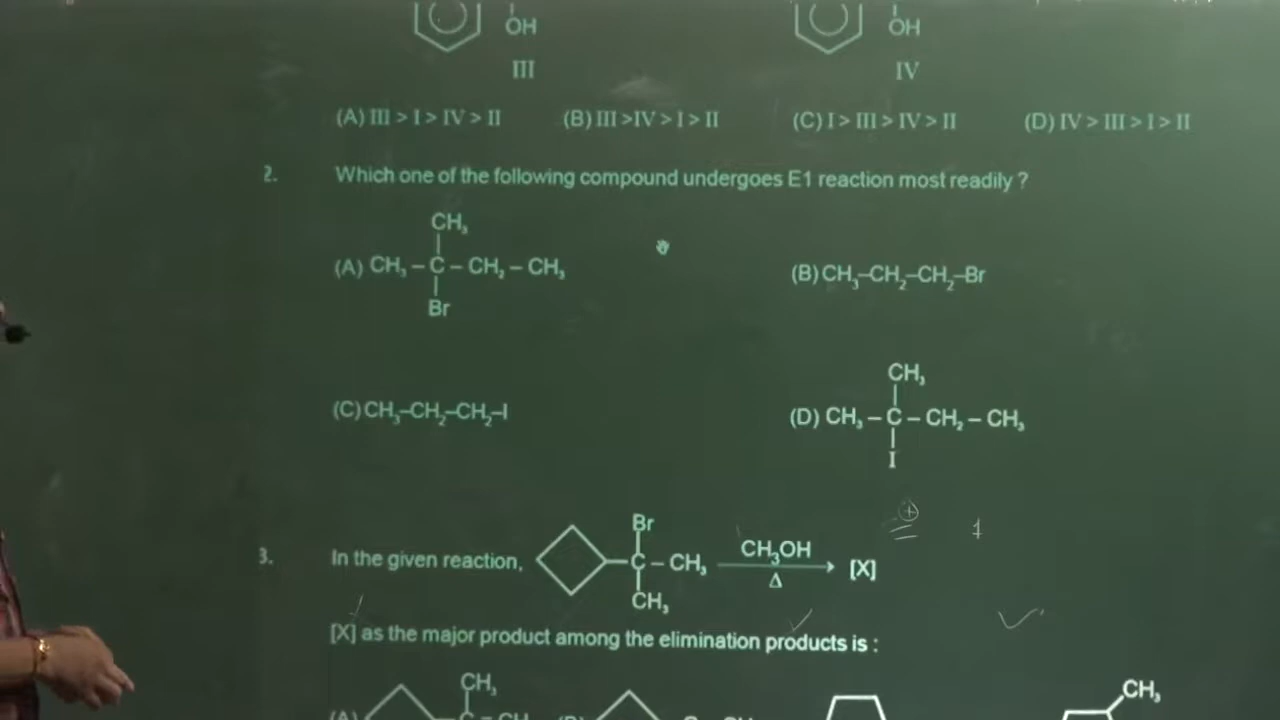 OH OH
III IV
(A) III > I > IV > II (B) III >IV > I > II (C) I > III > IV > II (D) IV > III > I > II
2. Which one of the following compound undergoes E1 reaction most readily ?
CH₃
(A) CH₃ – C – CH₂ – CH₃ (B) CH₃–CH₂–CH₂–Br
Br
CH₃
(C) CH₃–CH₂–CH₂–I (D) CH₃ – C – CH₂ – CH₃
I
Br
3. In the given reaction, C – CH₃ CH₃OH Δ [X]
CH₃
[X] as the major product among the elimination products is :
CH₃ CH₃